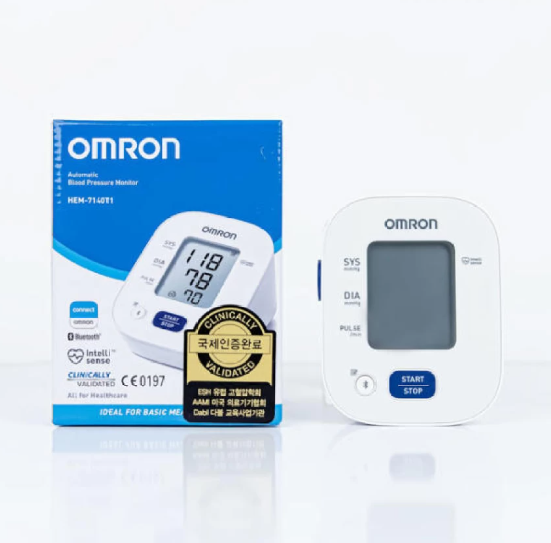 OMRON
Automatic
Blood Pressure Monitor
HEM-7140T1
OMRON
SYS
118
DIA
78
PULSE
70
START
STOP
connect
OMRON
Bluetooth®
Intelli™
sense
CLINICALLY
VALIDATED
CE0197
All for Healthcare
IDEAL FOR BASIC ME
CLINICALLY
국제인증완료
VALIDATED
ESH 유럽 고혈압학회
AAMI 미국 의료기기협회
Dabl 다블 교육사업기관
OMRON
SYS
mmHg
DIA
mmHg
PULSE
/min
START
STOP